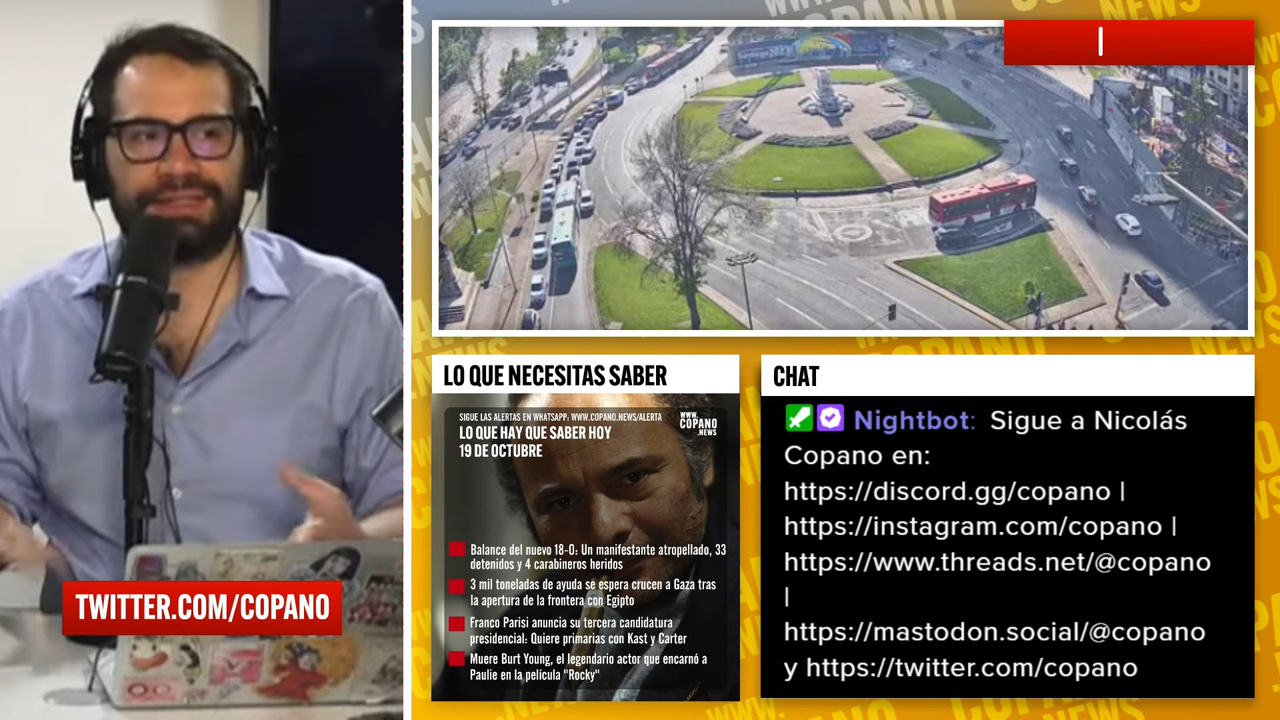 TWITTER.COM/COPANO
LO QUE NECESITAS SABER
SIGUE LAS ALERTAS EN WHATSAPP: WWW.COPANO.NEWS/ALERTA
LO QUE HAY QUE SABER HOY
19 DE OCTUBRE
WWW.
COPANO
.NEWS
Balance del nuevo 18-O: Un manifestante atropellado, 33
detenidos y 4 carabineros heridos
3 mil toneladas de ayuda se espera crucen a Gaza tras
la apertura de la frontera con Egipto
Franco Parisi anuncia su tercera candidatura
presidencial: Quiere primarias con Kast y Carter
Muere Burt Young, el legendario actor que encarnó a
Paulie en la película "Rocky"
CHAT
Nightbot: Sigue a Nicolás
Copano en:
https://discord.gg/copano |
https://instagram.com/copano |
https://www.threads.net/@copano
|
https://mastodon.social/@copano
y https://twitter.com/copano